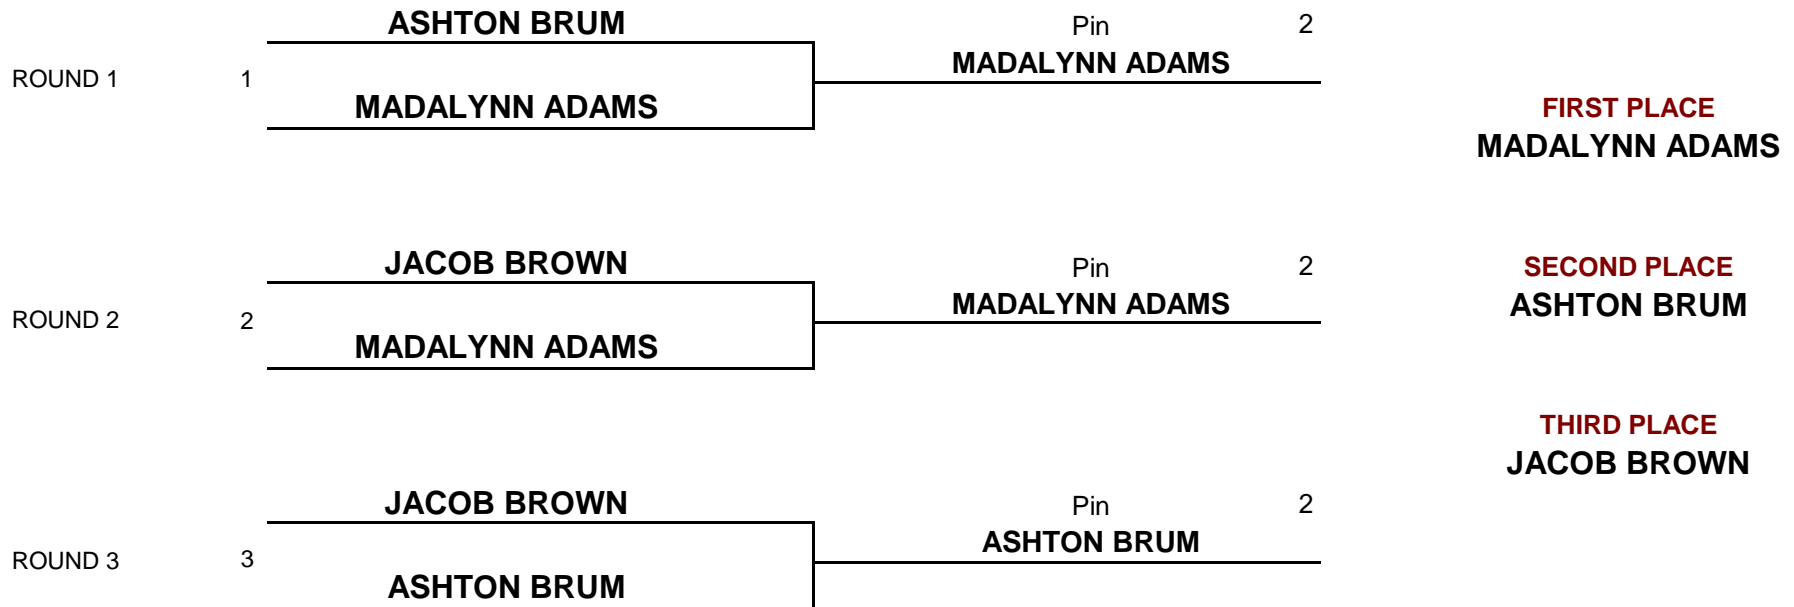 ASHTON BRUM
Pin 2
MADALYNN ADAMS
ROUND 1 1
MADALYNN ADAMS
FIRST PLACE
MADALYNN ADAMS
JACOB BROWN
Pin 2
MADALYNN ADAMS
ROUND 2 2
MADALYNN ADAMS
SECOND PLACE
ASHTON BRUM
THIRD PLACE
JACOB BROWN
JACOB BROWN
Pin 2
ASHTON BRUM
ROUND 3 3
ASHTON BRUM